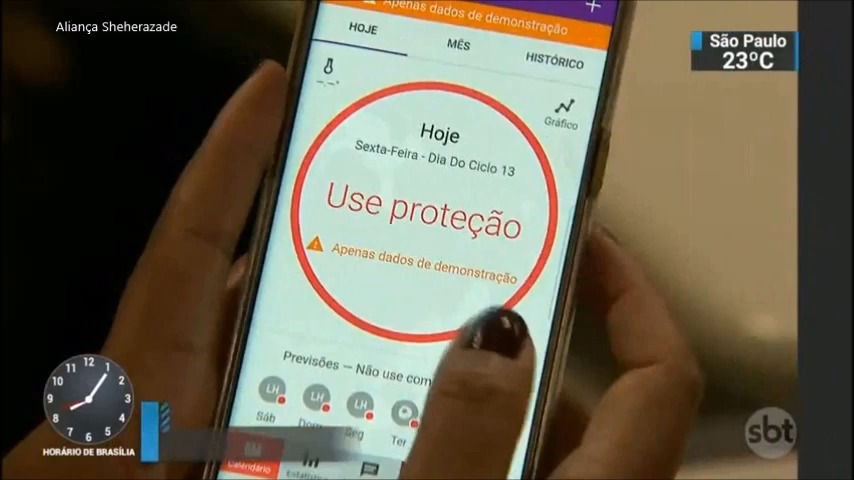 Aliança Sheherazade
Apenas dados de demonstração
HOJE
MÊS
HISTÓRICO
São Paulo
23ºC
Gráfico
Hoje
Sexta-Feira - Dia Do Ciclo 13
Use proteção
Apenas dados de demonstração
Previsões — Não use com
LH
LH
LH
Sáb
Dom
Seg
Ter
Calendário
12
1
2
3
4
5
6
7
8
9
10
11
HORÁRIO DE BRASÍLIA
sbt